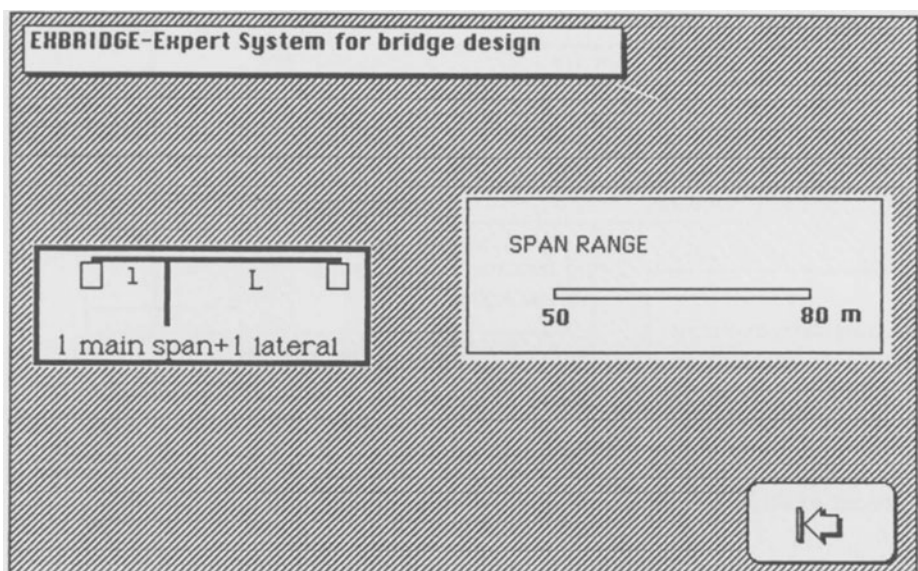 EXBRIDGE-Expert System for bridge design
SPAN RANGE
50 80 m
l L
1 main span+1 lateral